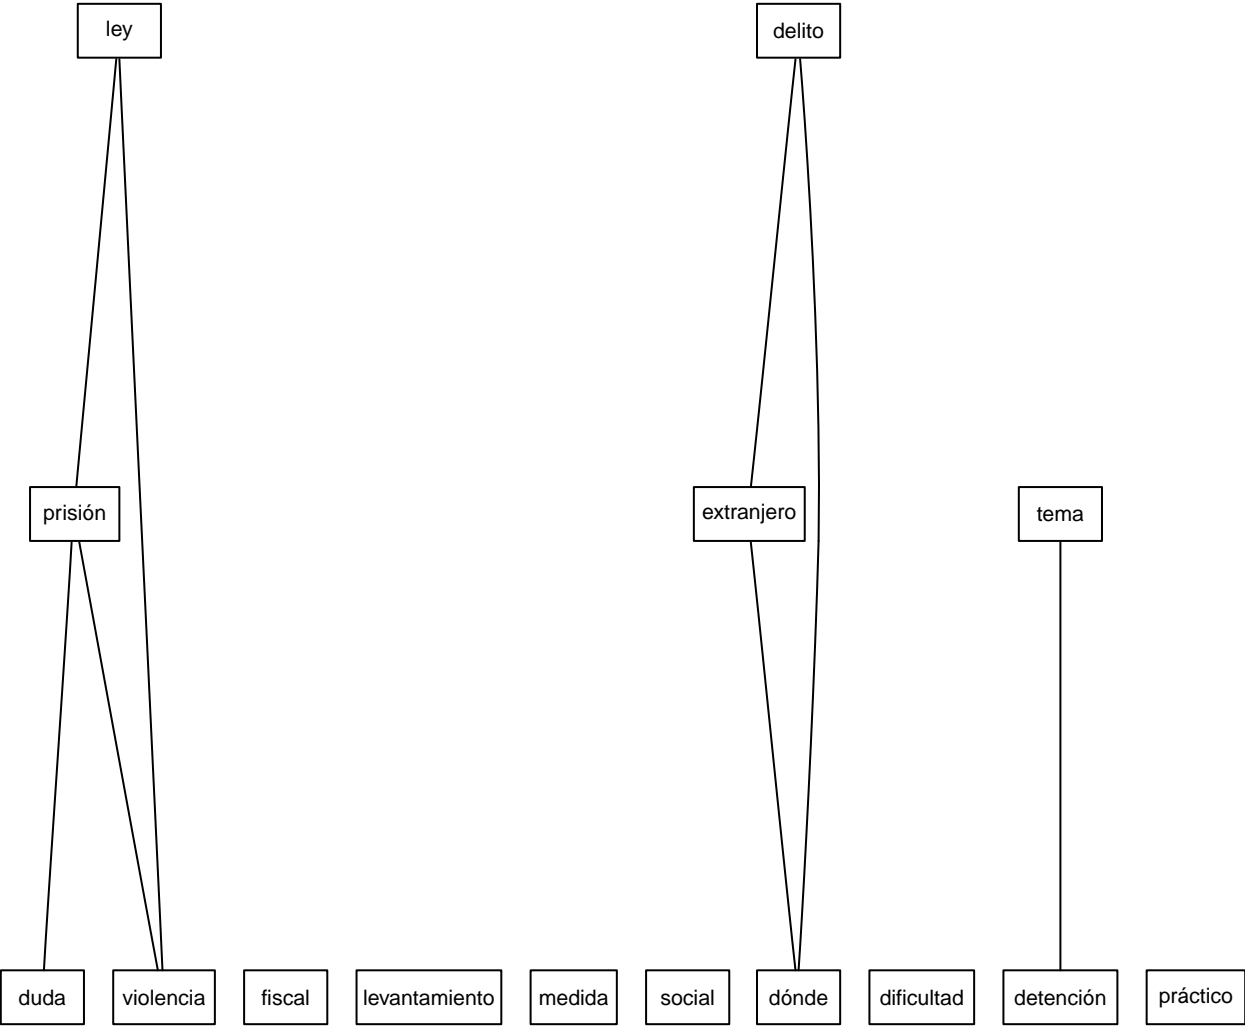 ley
delito
prisión
extranjero
tema
duda
violencia
fiscal
levantamiento
medida
social
dónde
dificultad
detención
práctico